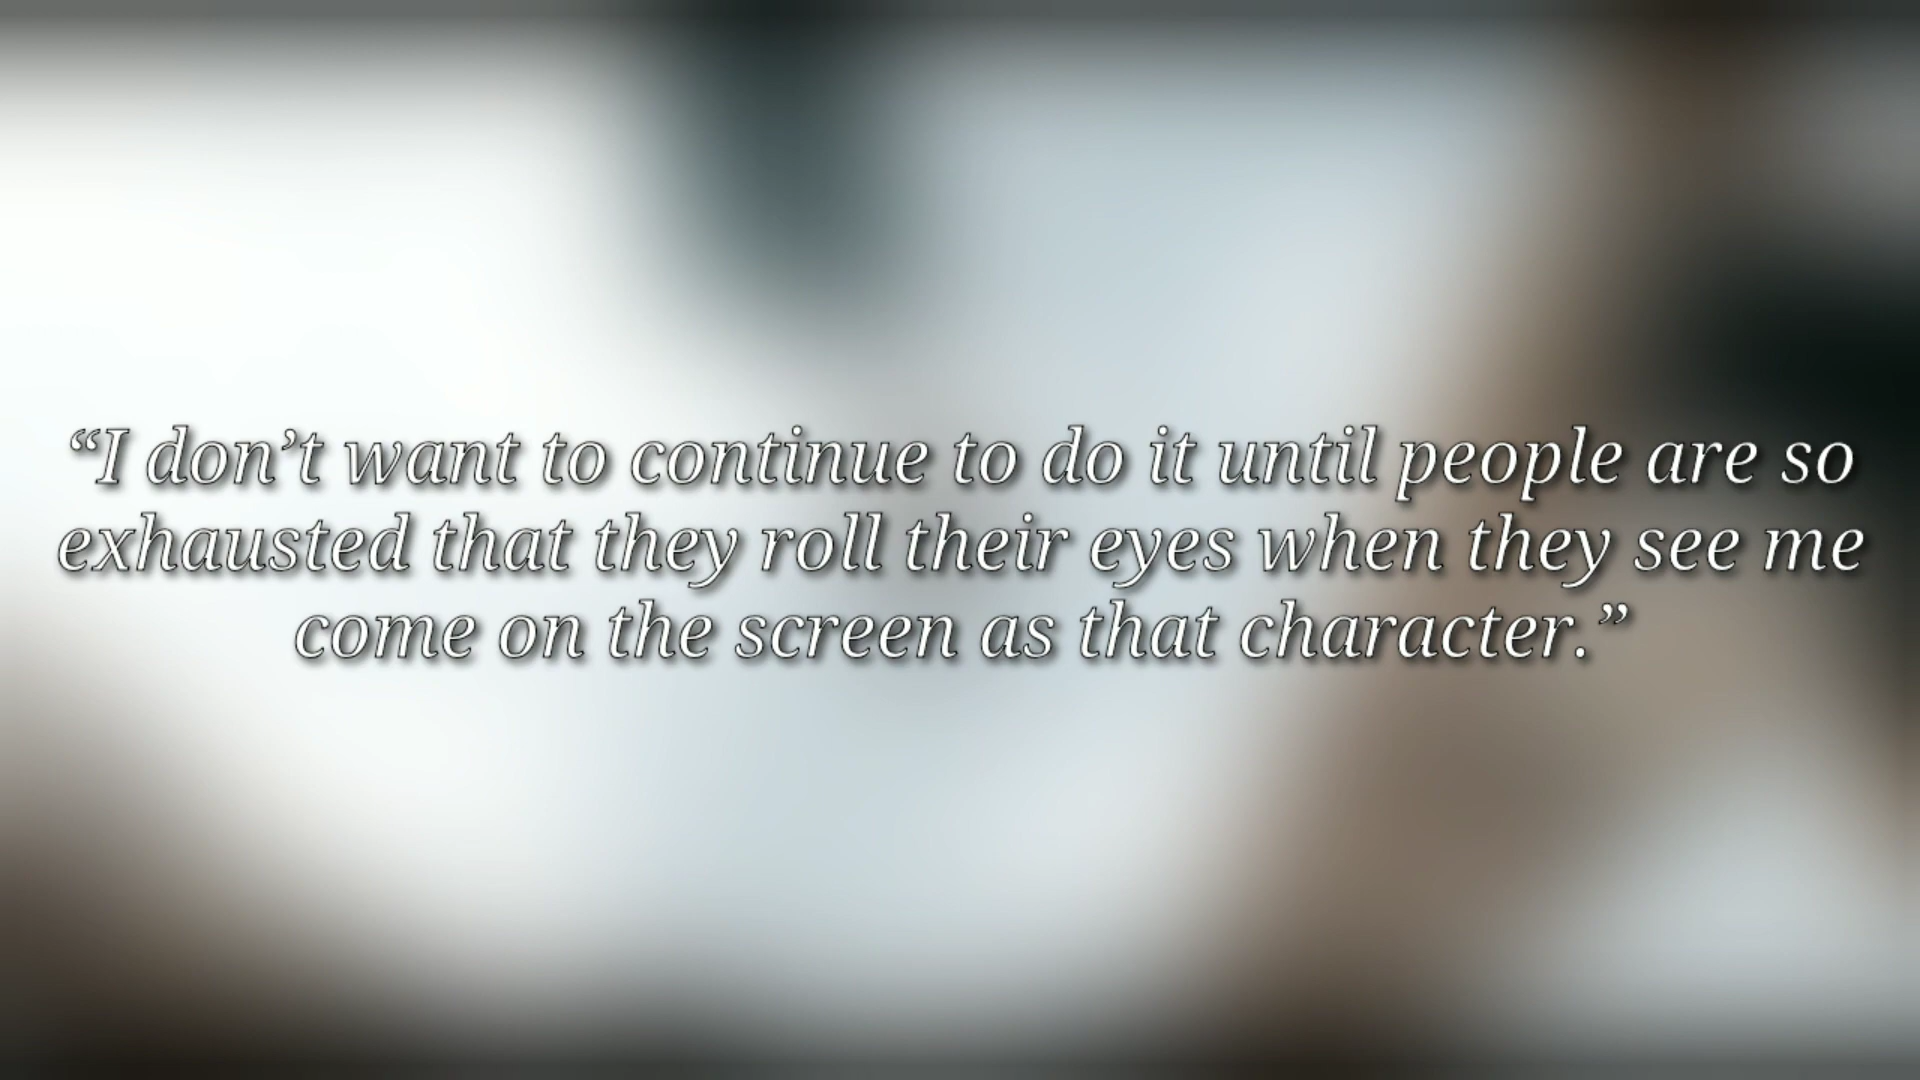 “I don’t want to continue to do it until people are so
exhausted that they roll their eyes when they see me
come on the screen as that character.”